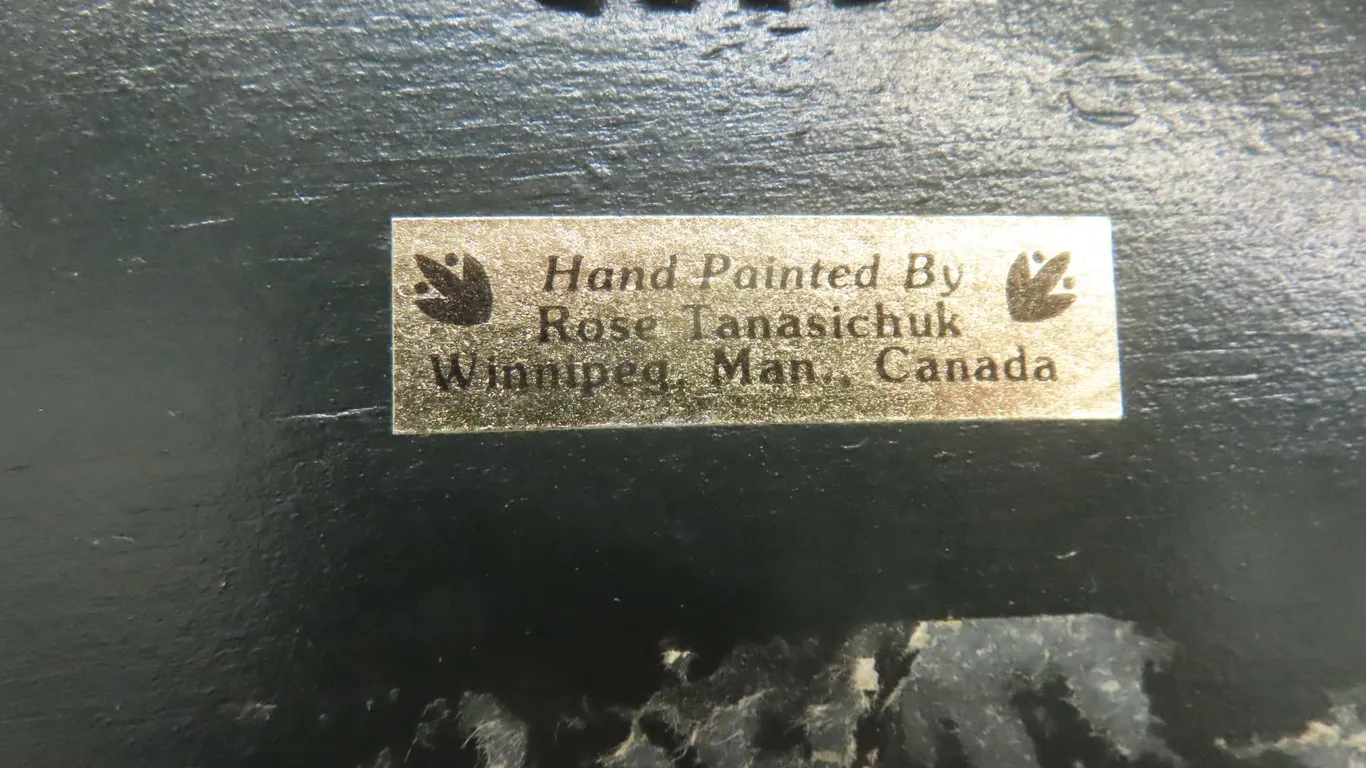 Hand Painted By
Rose Tanasichuk
Winnipeg, Man., Canada